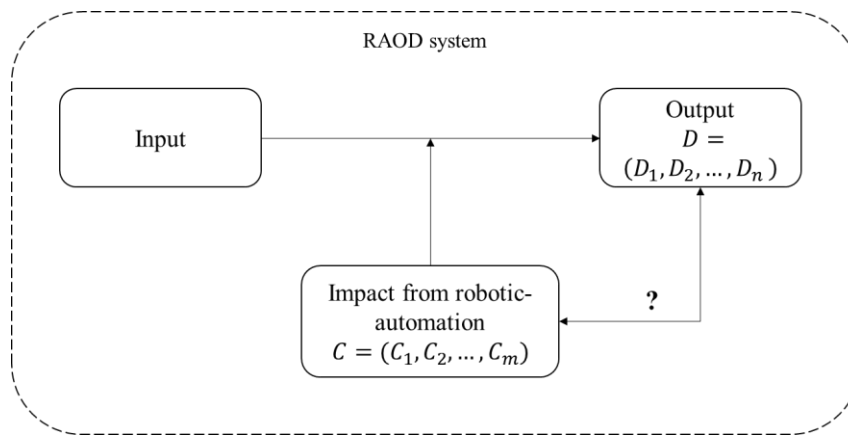 RAOD system
Input
Output
D =
(D₁, D₂, … , Dₙ )
Impact from robotic-
automation
C = (C₁, C₂, … , Cₘ)
?